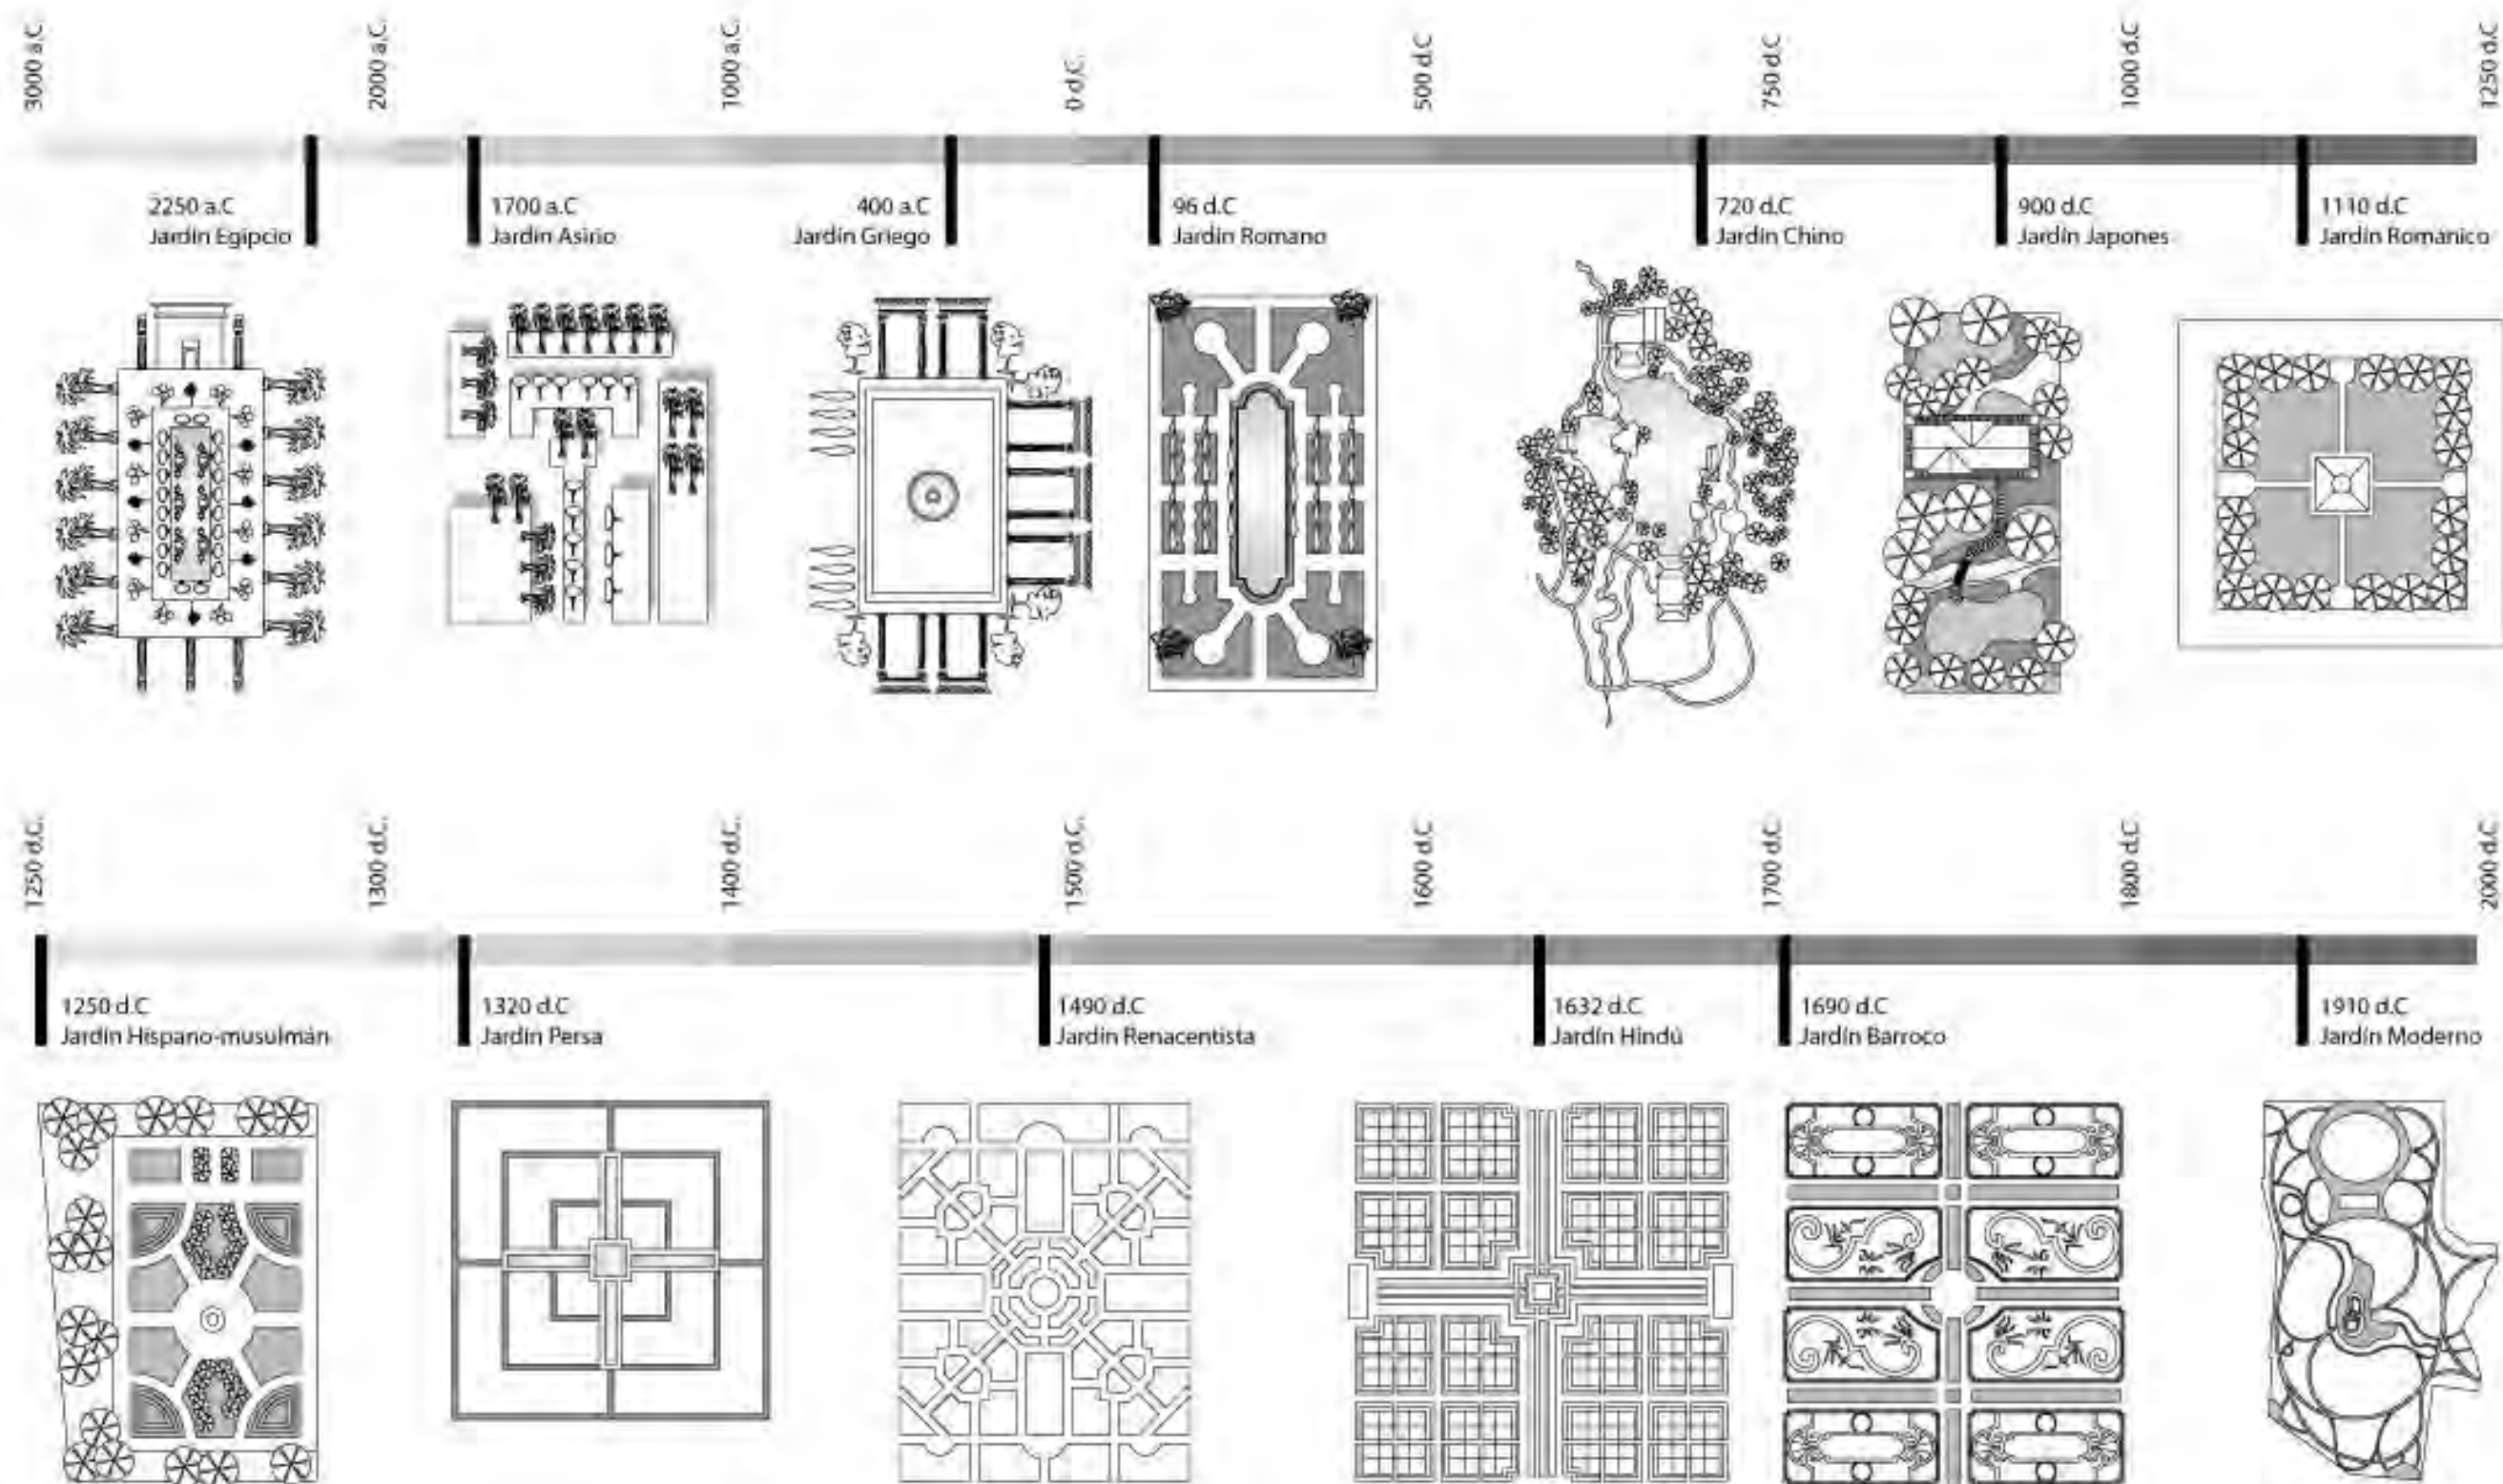 3000 a.C.
2000 a.C.
1000 a.C.
0 d.C.
500 d.C
750 d.C
1000 d.C
1250 d.C
2250 a.C
Jardín Egipcio
1700 a.C
Jardín Asirio
400 a.C
Jardín Griego
96 d.C
Jardín Romano
720 d.C
Jardín Chino
900 d.C
Jardín Japones
1110 d.C
Jardín Románico
1250 d.C.
1300 d.C.
1400 d.C.
1500 d.C.
1600 d.C
1700 d.C.
1800 d.C
2000 d.C.
1250 d.C
Jardín Hispano-musulmán
1320 d.C
Jardín Persa
1490 d.C
Jardín Renacentista
1632 d.C
Jardín Hindú
1690 d.C
Jardín Barroco
1910 d.C
Jardín Moderno